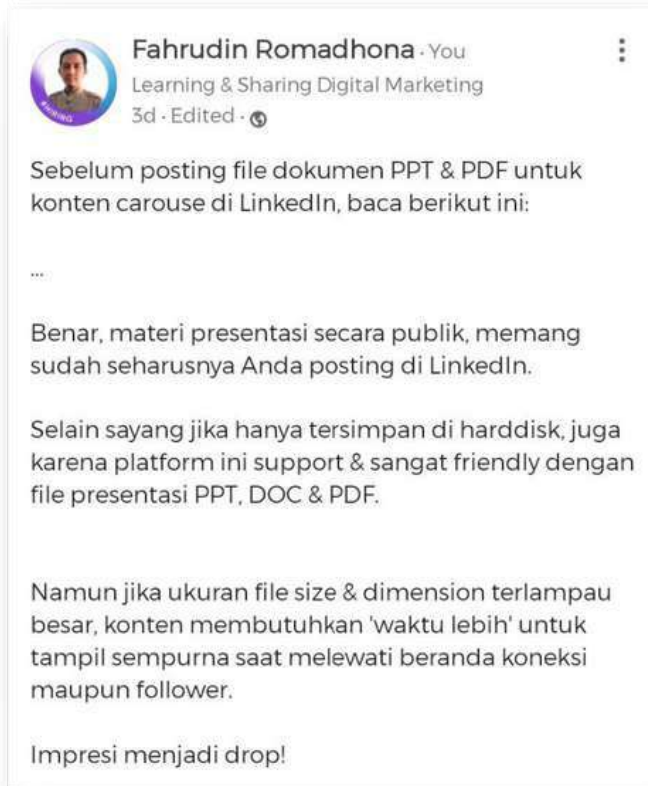 Fahrudin Romadhona · You
Learning & Sharing Digital Marketing
3d · Edited ·
#HIRING
Sebelum posting file dokumen PPT & PDF untuk
konten carouse di LinkedIn, baca berikut ini:
...
Benar, materi presentasi secara publik, memang
sudah seharusnya Anda posting di LinkedIn.
Selain sayang jika hanya tersimpan di harddisk, juga
karena platform ini support & sangat friendly dengan
file presentasi PPT, DOC & PDF.
Namun jika ukuran file size & dimension terlampau
besar, konten membutuhkan 'waktu lebih' untuk
tampil sempurna saat melewati beranda koneksi
maupun follower.
Impresi menjadi drop!